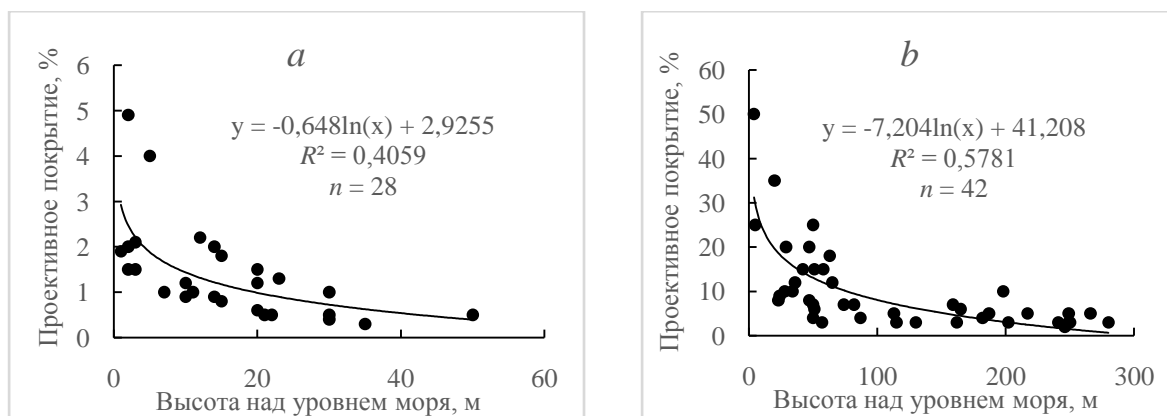 a
Проективное покрытие, %
6
5
4
3
2
1
0
y = -0,648ln(x) + 2,9255
R² = 0,4059
n = 28
0 20 40 60
Высота над уровнем моря, м
b
Проективное покрытие, %
60
50
40
30
20
10
0
y = -7,204ln(x) + 41,208
R² = 0,5781
n = 42
0 100 200 300
Высота над уровнем моря, м